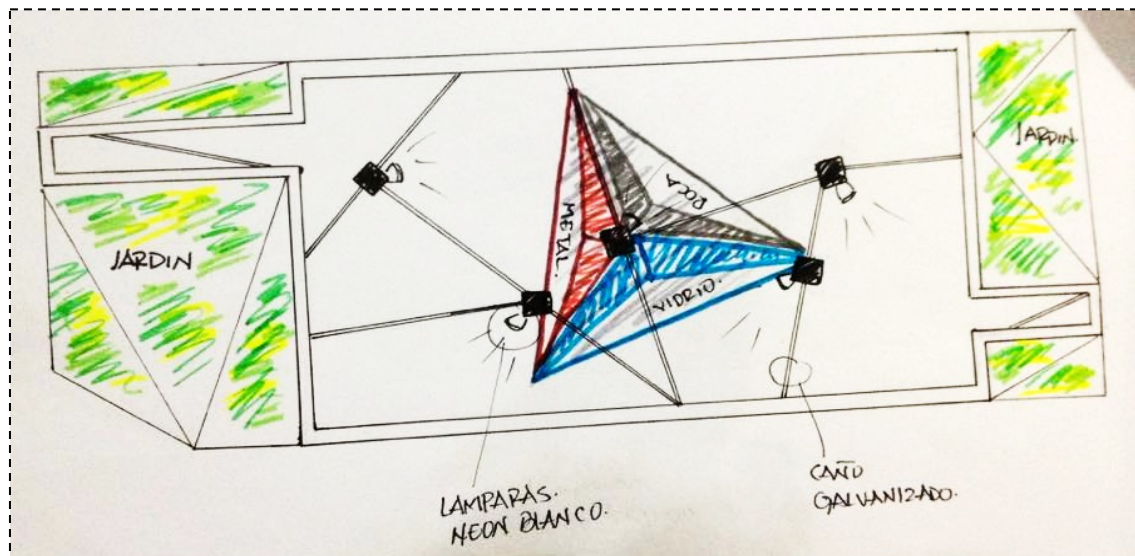 JARDIN
JARDIN
METAL.
ROCA
VIDRIO.
LAMPARAS.
NEON BLANCO.
CAÑO
GALVANIZADO.